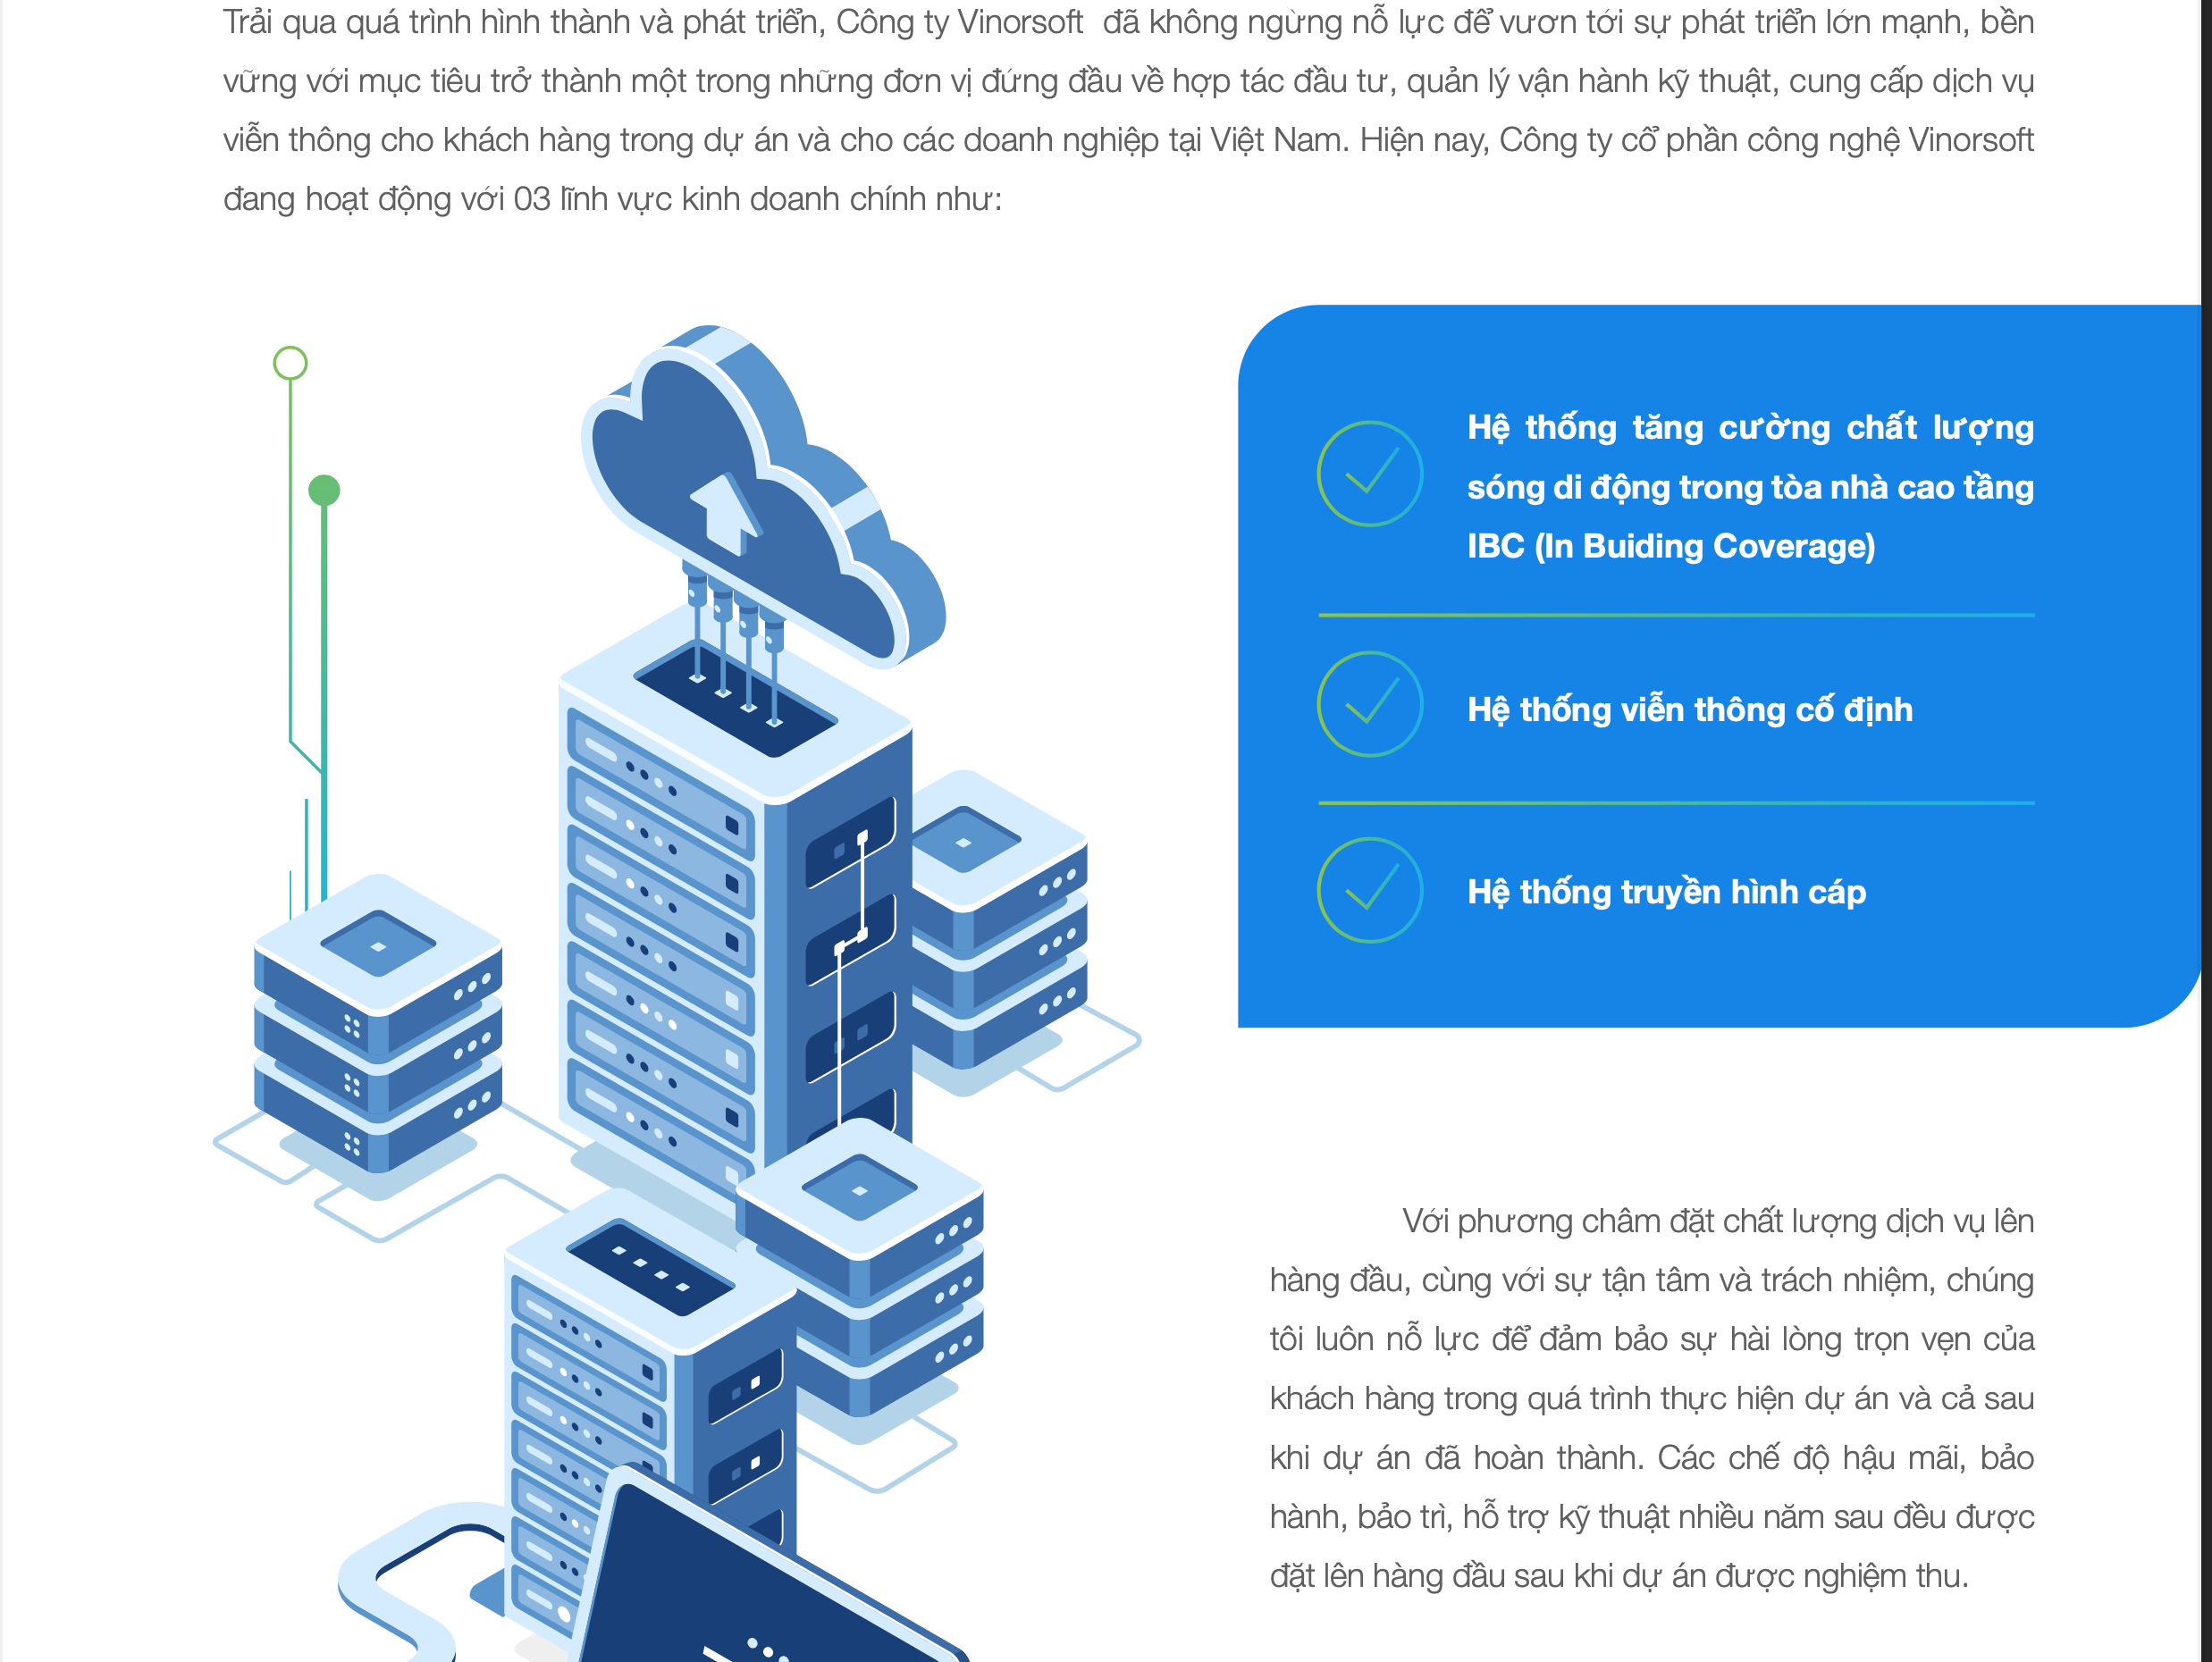 Trải qua quá trình hình thành và phát triển, Công ty Vinorsoft đã không ngừng nỗ lực để vươn tới sự phát triển lớn mạnh, bền
vững với mục tiêu trở thành một trong những đơn vị đứng đầu về hợp tác đầu tư, quản lý vận hành kỹ thuật, cung cấp dịch vụ
viễn thông cho khách hàng trong dự án và cho các doanh nghiệp tại Việt Nam. Hiện nay, Công ty cổ phần công nghệ Vinorsoft
đang hoạt động với 03 lĩnh vực kinh doanh chính như:
Hệ thống tăng cường chất lượng
sóng di động trong tòa nhà cao tầng
IBC (In Buiding Coverage)
Hệ thống viễn thông cố định
Hệ thống truyền hình cáp
Với phương châm đặt chất lượng dịch vụ lên
hàng đầu, cùng với sự tận tâm và trách nhiệm, chúng
tôi luôn nỗ lực để đảm bảo sự hài lòng trọn vẹn của
khách hàng trong quá trình thực hiện dự án và cả sau
khi dự án đã hoàn thành. Các chế độ hậu mãi, bảo
hành, bảo trì, hỗ trợ kỹ thuật nhiều năm sau đều được
đặt lên hàng đầu sau khi dự án được nghiệm thu.